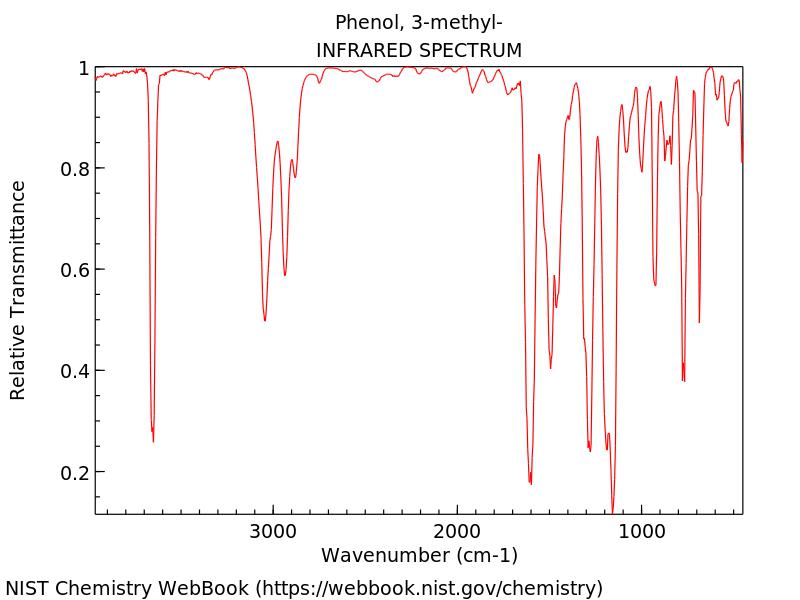 Phenol, 3-methyl-
INFRARED SPECTRUM
1
0.8
0.6
0.4
0.2
Relative Transmittance
3000 2000 1000
Wavenumber (cm-1)
NIST Chemistry WebBook (https://webbook.nist.gov/chemistry)